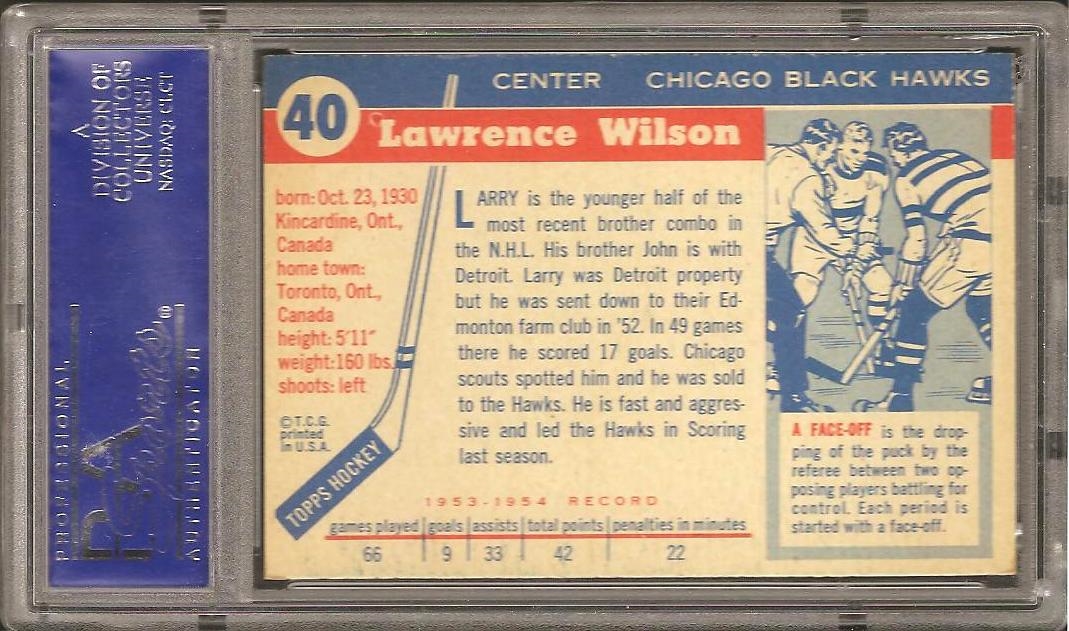 A
DIVISION OF
COLLECTORS
UNIVERSE
NASDAQ: CLCT
PROFESSIONAL
PSA
AUTHENTICATOR
CENTER CHICAGO BLACK HAWKS
40
Lawrence Wilson
born: Oct. 23, 1930
Kincardine, Ont.,
Canada
home town:
Toronto, Ont.,
Canada
height: 5'11"
weight: 160 lbs.
shoots: left
©T.C.G.
printed
in U.S.A.
TOPPS HOCKEY
LARRY is the younger half of the
most recent brother combo in
the N.H.L. His brother John is with
Detroit. Larry was Detroit property
but he was sent down to their Ed-
monton farm club in '52. In 49 games
there he scored 17 goals. Chicago
scouts spotted him and he was sold
to the Hawks. He is fast and aggres-
sive and led the Hawks in Scoring
last season.
A FACE-OFF is the drop-
ping of the puck by the
referee between two op-
posing players battling for
control. Each period is
started with a face-off.
1953-1954 RECORD
games played goals assists total points penalties in minutes
66 9 33 42 22